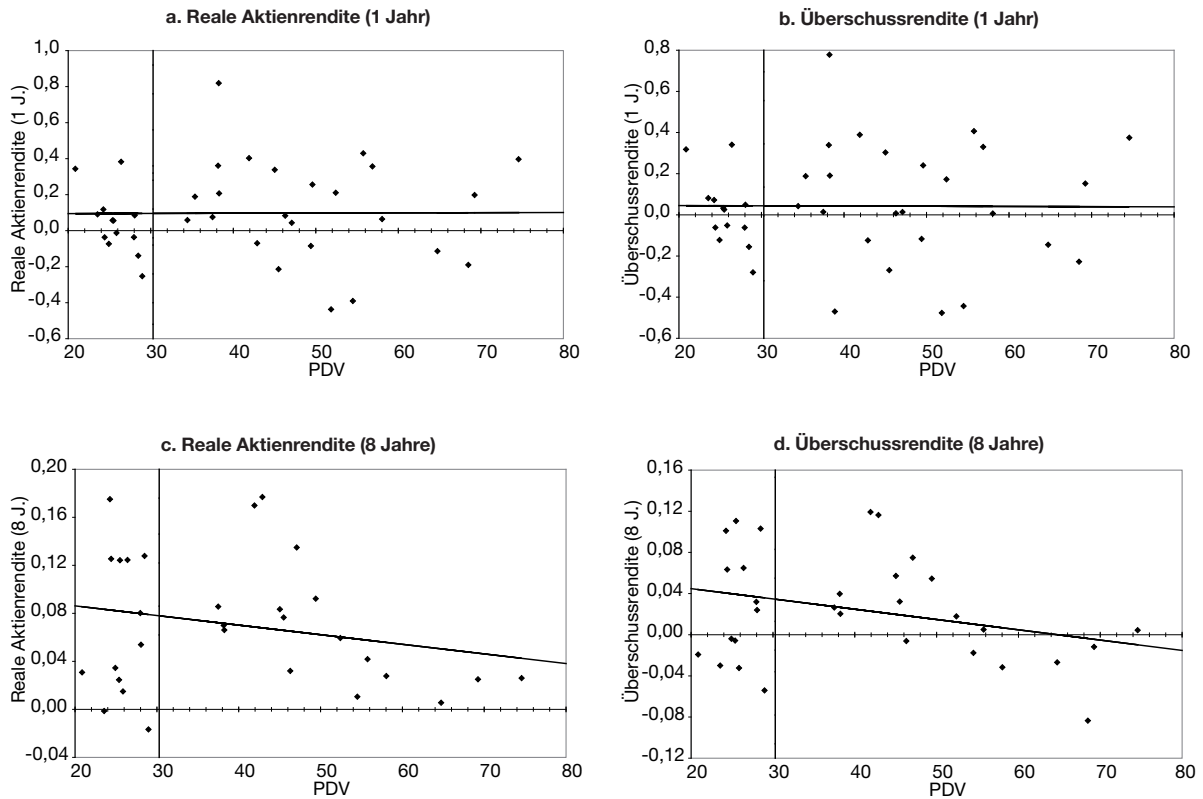 a. Reale Aktienrendite (1 Jahr)
Reale Aktienrendite (1 J.)
1,0
0,8
0,6
0,4
0,2
0,0
-0,2
-0,4
-0,6
20 30 40 50 60 70 80
PDV
b. Überschussrendite (1 Jahr)
Überschussrendite (1 J.)
0,8
0,6
0,4
0,2
0,0
-0,2
-0,4
-0,6
20 30 40 50 60 70 80
PDV
c. Reale Aktienrendite (8 Jahre)
Reale Aktienrendite (8 J.)
0,20
0,16
0,12
0,08
0,04
0,00
-0,04
20 30 40 50 60 70 80
PDV
d. Überschussrendite (8 Jahre)
Überschussrendite (8 J.)
0,16
0,12
0,08
0,04
0,00
-0,04
-0,08
-0,12
20 30 40 50 60 70 80
PDV